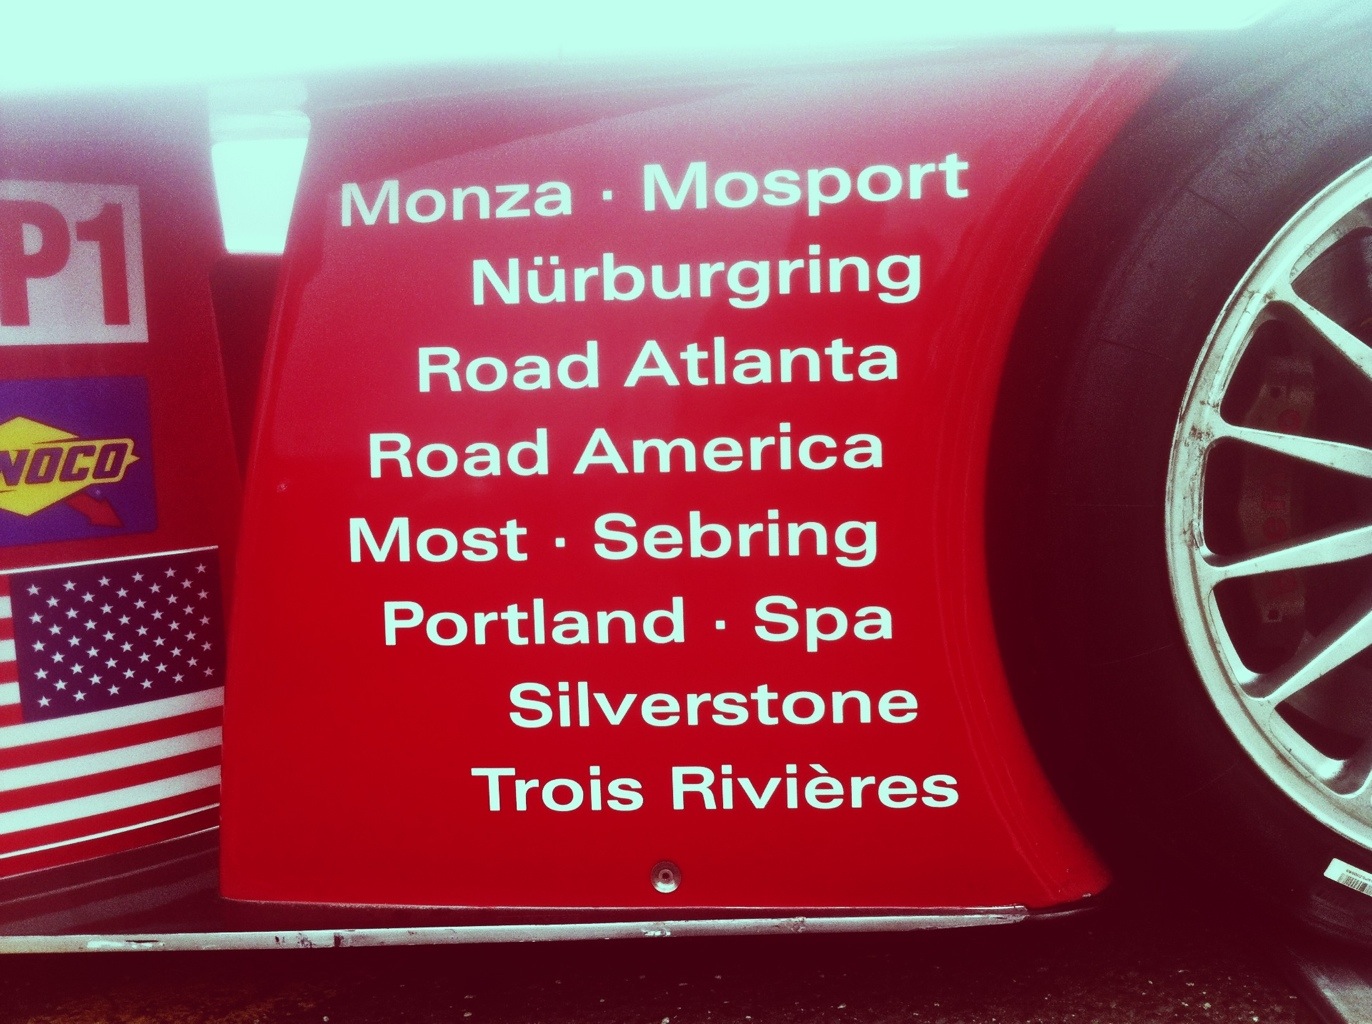 Monza · Mosport
Nürburgring
Road Atlanta
Road America
Most · Sebring
Portland · Spa
Silverstone
Trois Rivières
P1
NOCO